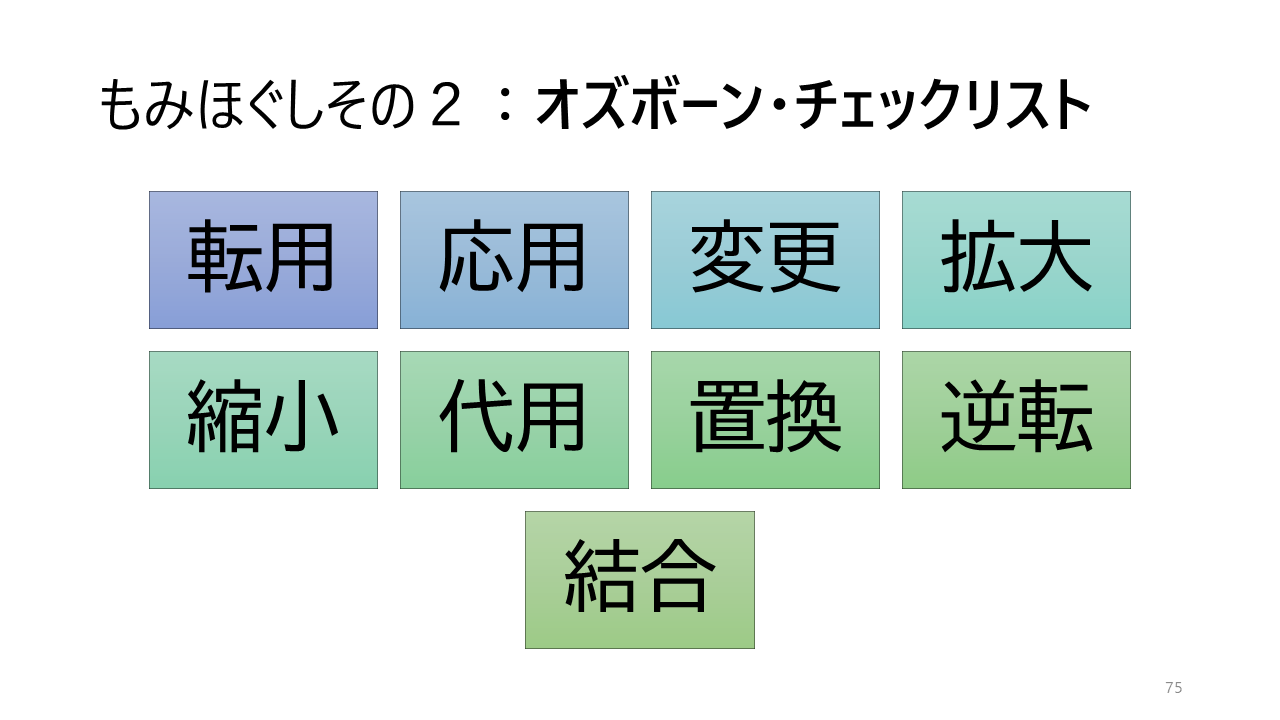 もみほぐしその２：オズボーン・チェックリスト
転用
応用
変更
拡大
縮小
代用
置換
逆転
結合
75